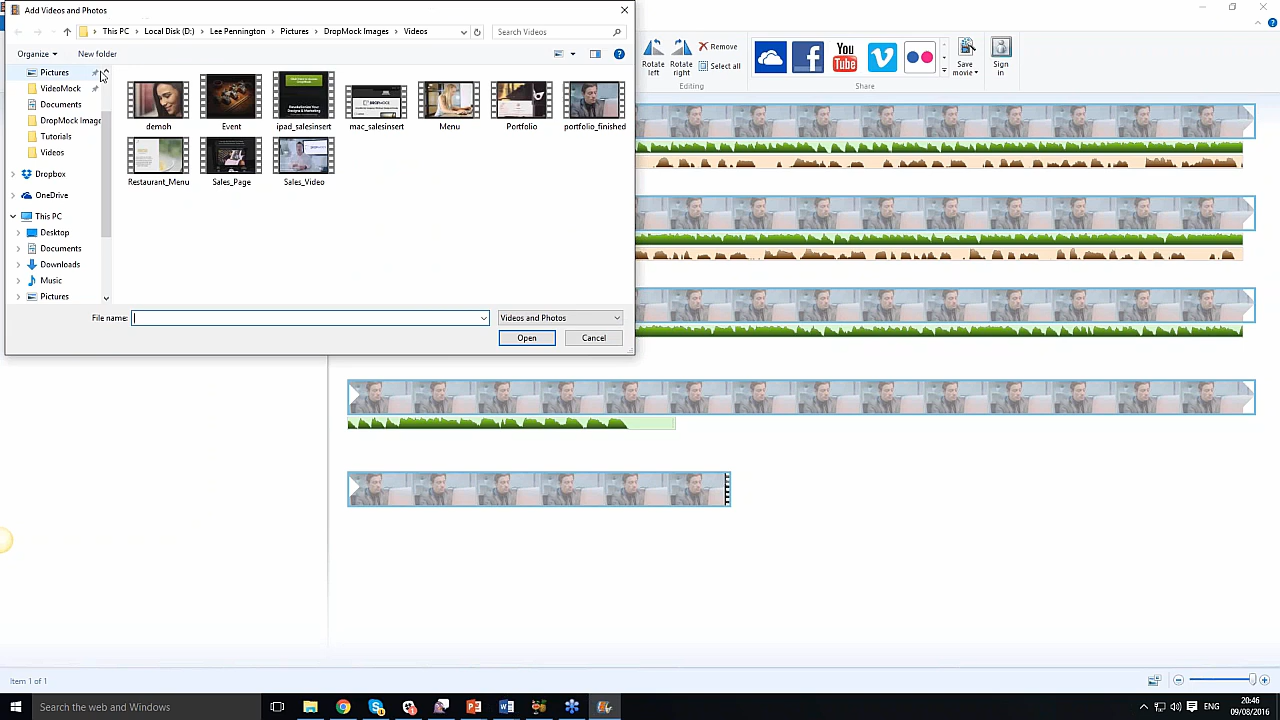 Add Videos and Photos
This PC
Local Disk (D:)
Lee Pennington
Pictures
DropMock Images
Videos
Search Videos
Organize
New folder
Pictures
VideoMock
Documents
DropMock Image
Tutorials
Videos
Dropbox
OneDrive
This PC
Desktop
Documents
Downloads
Music
Pictures
demoh
Event
ipad_salesinsert
mac_salesinsert
Menu
Portfolio
portfolio_finished
Restaurant_Menu
Sales_Page
Sales_Video
File name:
Videos and Photos
Open
Cancel
Rotate left
Rotate right
Remove
Select all
Editing
You Tube
Share
Save movie
Sign in
Item 1 of 1
Search the web and Windows
ENG
20:46
09/08/2016